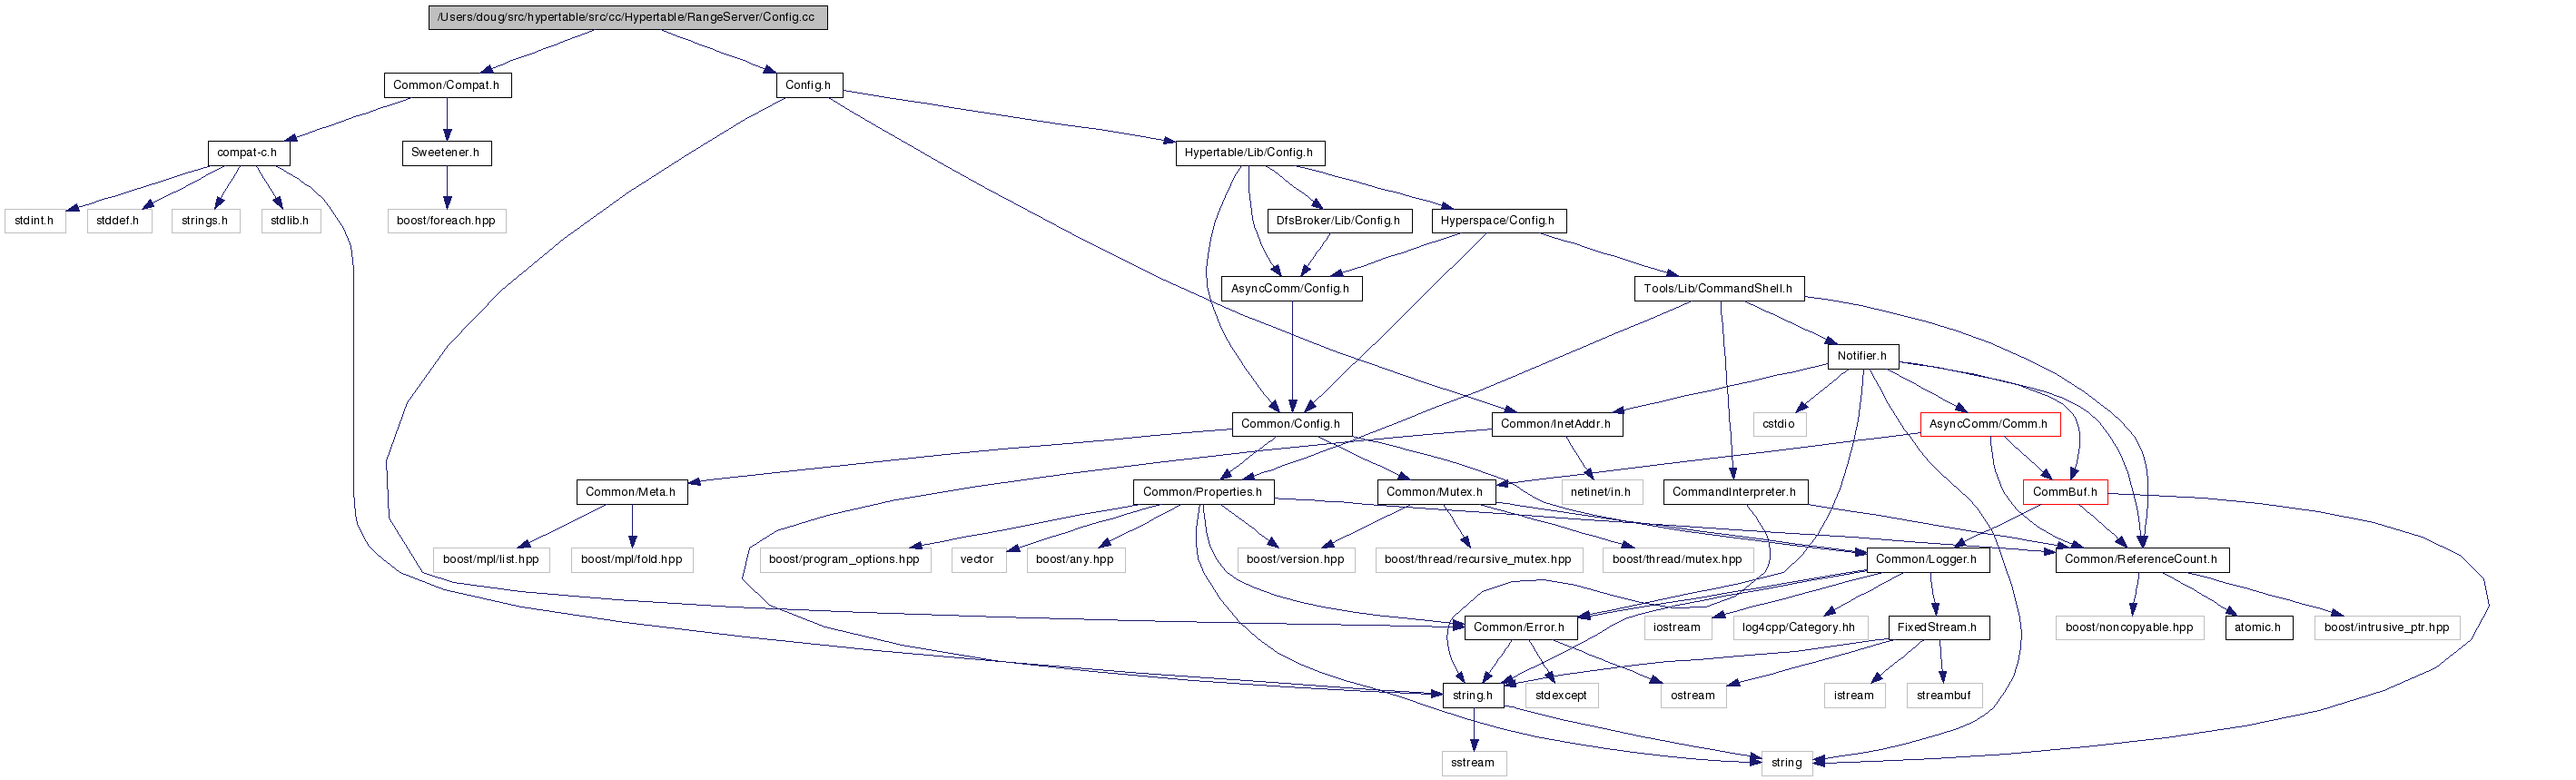 /Users/doug/src/hypertable/src/cc/Hypertable/RangeServer/Config.cc
Common/Compat.h
Config.h
compat-c.h
Sweetener.h
Hypertable/Lib/Config.h
stdint.h
stddef.h
strings.h
stdlib.h
boost/foreach.hpp
DfsBroker/Lib/Config.h
Hyperspace/Config.h
AsyncComm/Config.h
Tools/Lib/CommandShell.h
Notifier.h
Common/Config.h
Common/InetAddr.h
cstdio
AsyncComm/Comm.h
Common/Meta.h
Common/Properties.h
Common/Mutex.h
netinet/in.h
CommandInterpreter.h
CommBuf.h
boost/mpl/list.hpp
boost/mpl/fold.hpp
boost/program_options.hpp
vector
boost/any.hpp
boost/version.hpp
boost/thread/recursive_mutex.hpp
boost/thread/mutex.hpp
Common/Logger.h
Common/ReferenceCount.h
Common/Error.h
iostream
log4cpp/Category.hh
FixedStream.h
boost/noncopyable.hpp
atomic.h
boost/intrusive_ptr.hpp
string.h
stdexcept
ostream
istream
streambuf
sstream
string